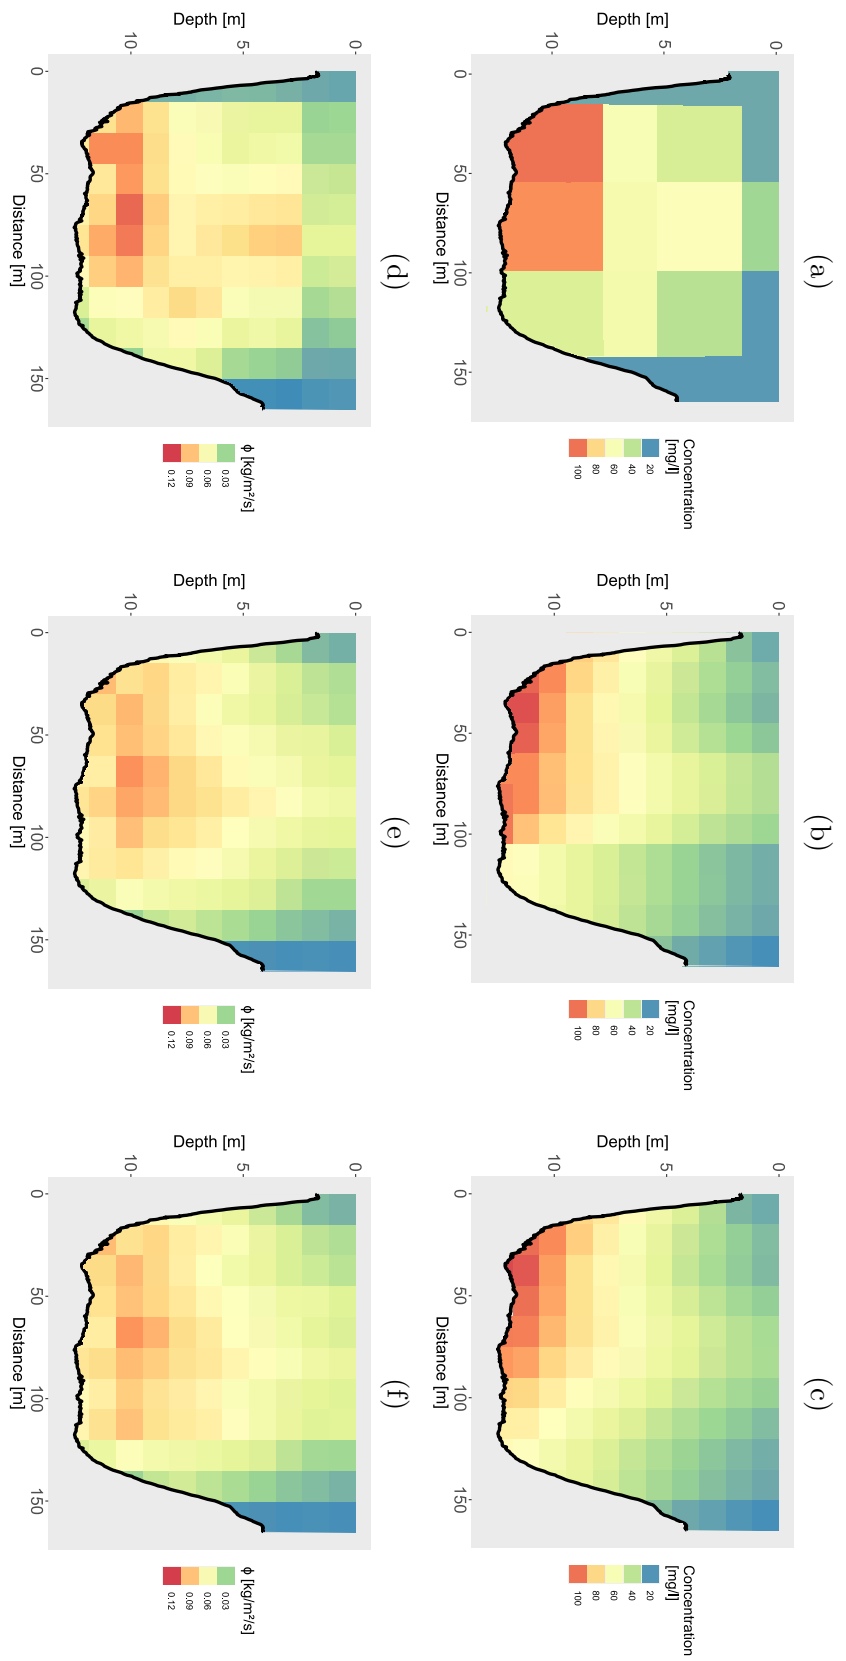 (a)
Depth [m]
0
5
10
0
50
100
150
Distance [m]
Concentration
[mg/l]
20
40
60
80
100
(b)
Depth [m]
0
5
10
0
50
100
150
Distance [m]
Concentration
[mg/l]
20
40
60
80
100
(c)
Depth [m]
0
5
10
0
50
100
150
Distance [m]
Concentration
[mg/l]
20
40
60
80
100
(d)
Depth [m]
0
5
10
0
50
100
150
Distance [m]
ϕ [kg/m²/s]
0.03
0.06
0.09
0.12
(e)
Depth [m]
0
5
10
0
50
100
150
Distance [m]
ϕ [kg/m²/s]
0.03
0.06
0.09
0.12
(f)
Depth [m]
0
5
10
0
50
100
150
Distance [m]
ϕ [kg/m²/s]
0.03
0.06
0.09
0.12